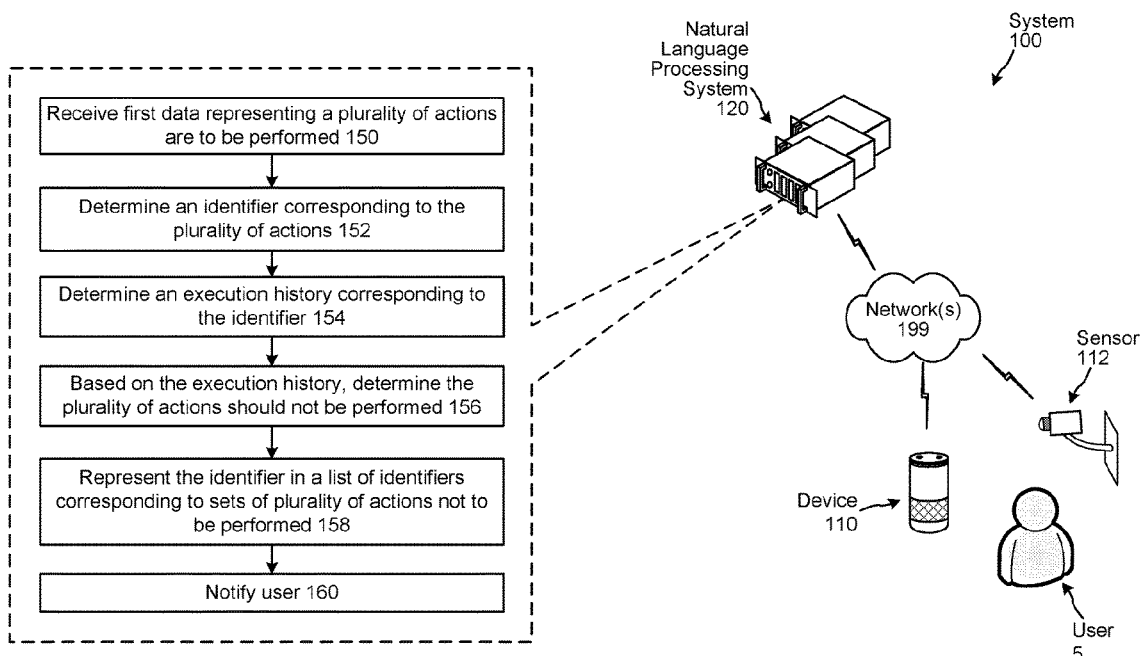 Receive first data representing a plurality of actions
are to be performed 150
Determine an identifier corresponding to the
plurality of actions 152
Determine an execution history corresponding to
the identifier 154
Based on the execution history, determine the
plurality of actions should not be performed 156
Represent the identifier in a list of identifiers
corresponding to sets of plurality of actions not to
be performed 158
Notify user 160
Natural
Language
Processing
System
120
System
100
Network(s)
199
Sensor
112
Device
110
User
5